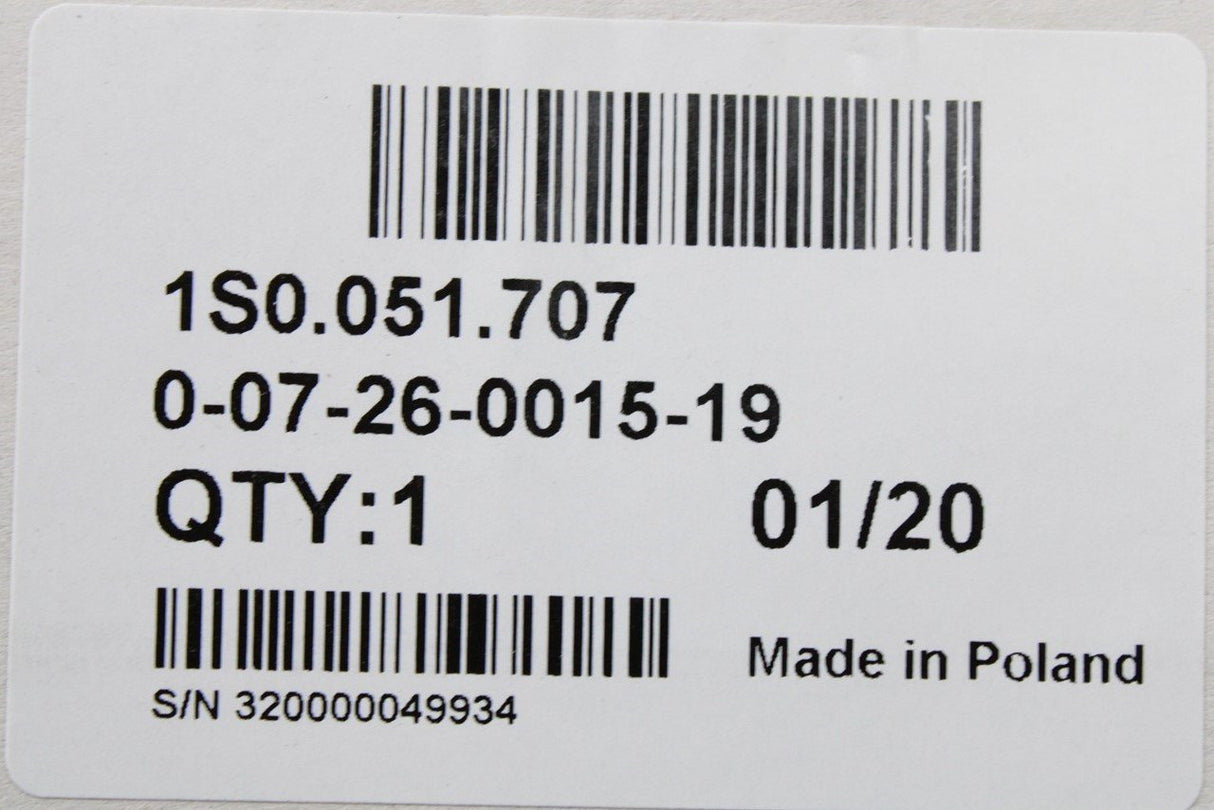 1S0.051.707
0-07-26-0015-19
QTY:1 01/20
Made in Poland
S/N 320000049934